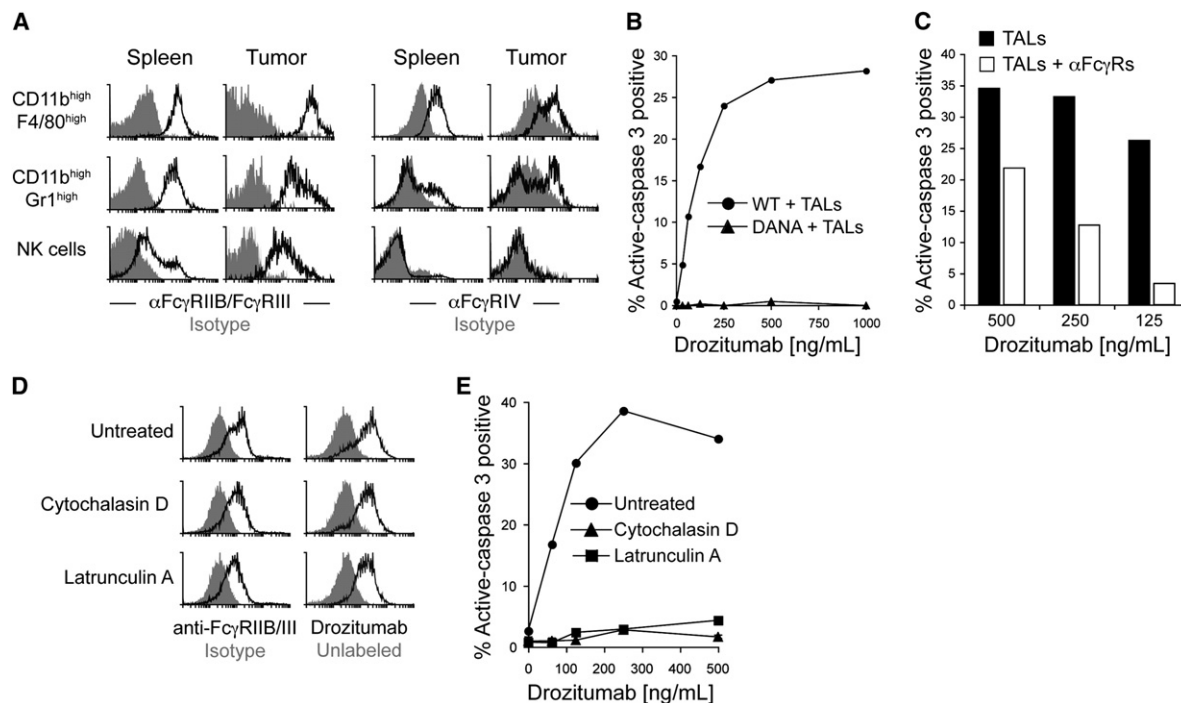 A
Spleen Tumor Spleen Tumor
CD11bhigh
F4/80high
CD11bhigh
Gr1high
NK cells
αFcγRIIB/FcγRIII
Isotype
αFcγRIV
Isotype
B
% Active-caspase 3 positive
35
30
25
20
15
10
5
0
WT + TALs
DANA + TALs
0 250 500 750 1000
Drozitumab [ng/mL]
C
TALs
TALs + αFcγRs
% Active-caspase 3 positive
40
35
30
25
20
15
10
5
0
500 250 125
Drozitumab [ng/mL]
D
Untreated
Cytochalasin D
Latrunculin A
anti-FcγRIIB/III Drozitumab
Isotype Unlabeled
E
% Active-caspase 3 positive
40
30
20
10
0
Untreated
Cytochalasin D
Latrunculin A
0 100 200 300 400 500
Drozitumab [ng/mL]